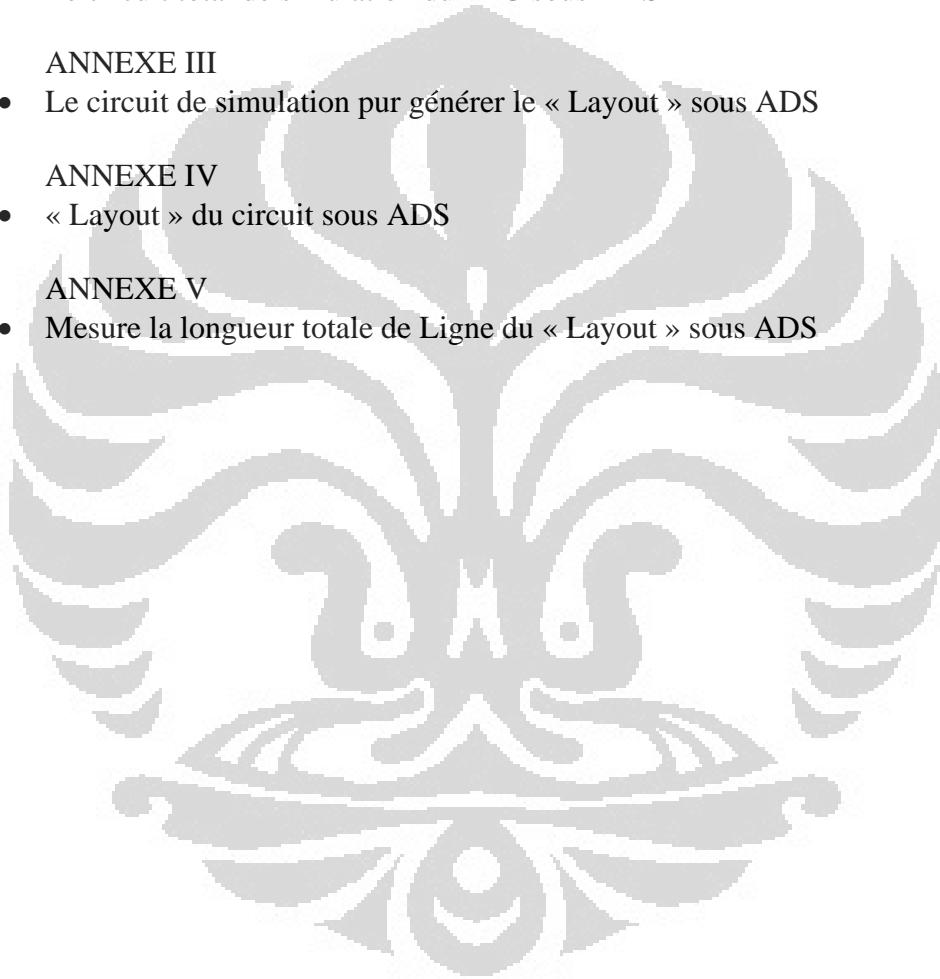 ANNEXE III
• Le circuit de simulation pur générer le « Layout » sous ADS
ANNEXE IV
• « Layout » du circuit sous ADS
ANNEXE V
• Mesure la longueur totale de Ligne du « Layout » sous ADS